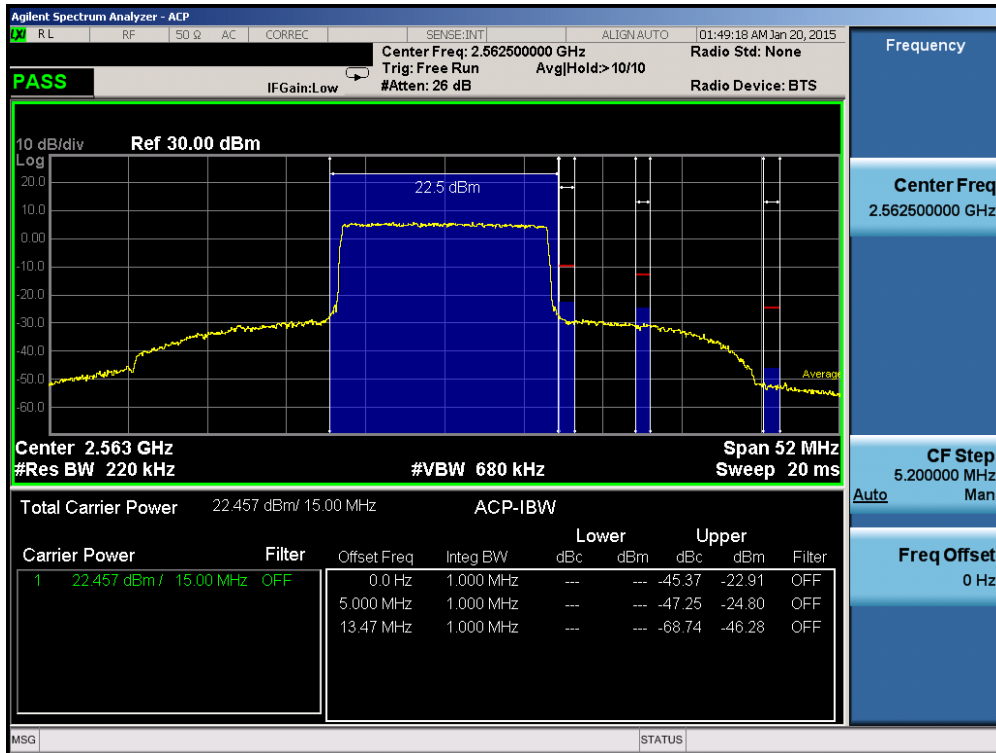 Agilent Spectrum Analyzer - ACP
LXI RL RF 50 Ω AC CORREC SENSE:INT ALIGN AUTO 01:49:18 AM Jan 20, 2015
Center Freq: 2.562500000 GHz Radio Std: None
Trig: Free Run Avg|Hold:>10/10
PASS IFGain:Low #Atten: 26 dB Radio Device: BTS
10 dB/div Ref 30.00 dBm
Log
22.5 dBm
20.0
10.0
0.00
-10.0
-20.0
-30.0
-40.0
-50.0
-60.0
Average
Center 2.563 GHz Span 52 MHz
#Res BW 220 kHz #VBW 680 kHz Sweep 20 ms
Total Carrier Power 22.457 dBm/ 15.00 MHz ACP-IBW
Lower Upper
Carrier Power Filter Offset Freq Integ BW dBc dBm dBc dBm Filter
1 22.457 dBm / 15.00 MHz OFF 0.0 Hz 1.000 MHz --- --- -45.37 -22.91 OFF
5.000 MHz 1.000 MHz --- --- -47.25 -24.80 OFF
13.47 MHz 1.000 MHz --- --- -68.74 -46.28 OFF
MSG STATUS
Frequency
Center Freq
2.562500000 GHz
CF Step
5.200000 MHz
Auto Man
Freq Offset
0 Hz